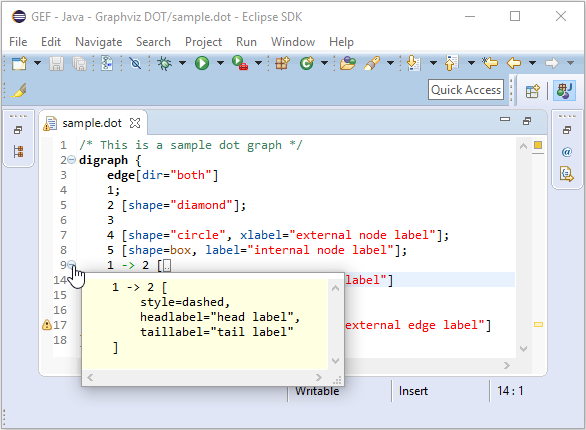 GEF - Java - Graphviz DOT/sample.dot - Eclipse SDK
File Edit Navigate Search Project Run Window Help
Quick Access
sample.dot
1 /* This is a sample dot graph */
2 digraph {
3 edge[dir="both"]
4 1;
5 2 [shape="diamond"];
6 3
7 4 [shape="circle", xlabel="external node label"];
8 5 [shape=box, label="internal node label"];
9 1 -> 2 [
14 label"]
15
16
17 external edge label"]
18
1 -> 2 [
style=dashed,
headlabel="head label",
taillabel="tail label"
]
Writable Insert 14 : 1